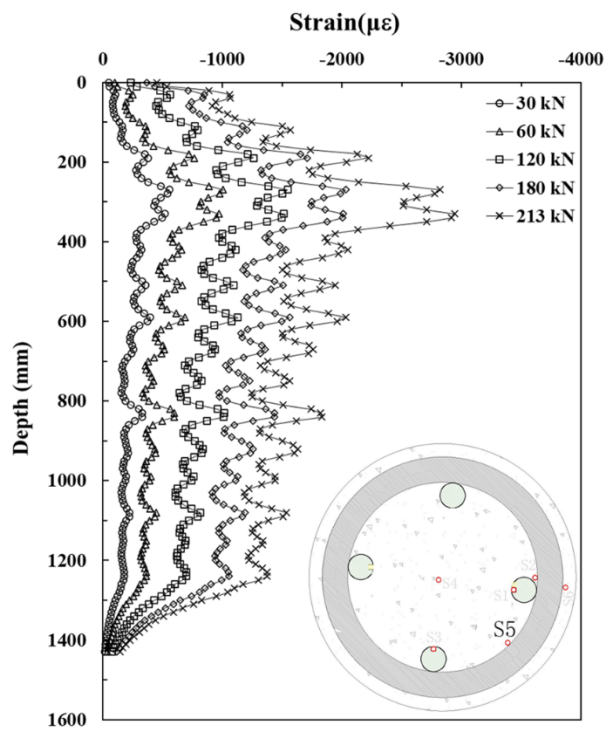 Strain(με)
0 -1000 -2000 -3000 -4000
0
200
400
600
800
1000
1200
1400
1600
Depth (mm)
30 kN
60 kN
120 kN
180 kN
213 kN
S2
S4
S1
S5
S3